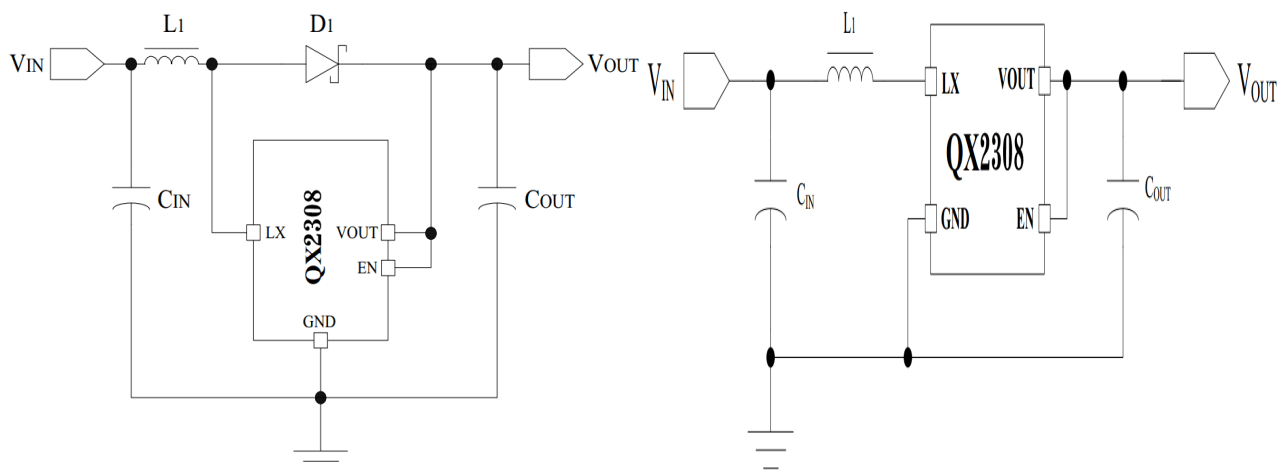 L1
D1
VIN
VOUT
CIN
COUT
LX
QX2308
VOUT
EN
GND
L1
VIN
LX
VOUT
VOUT
QX2308
CIN
COUT
GND
EN